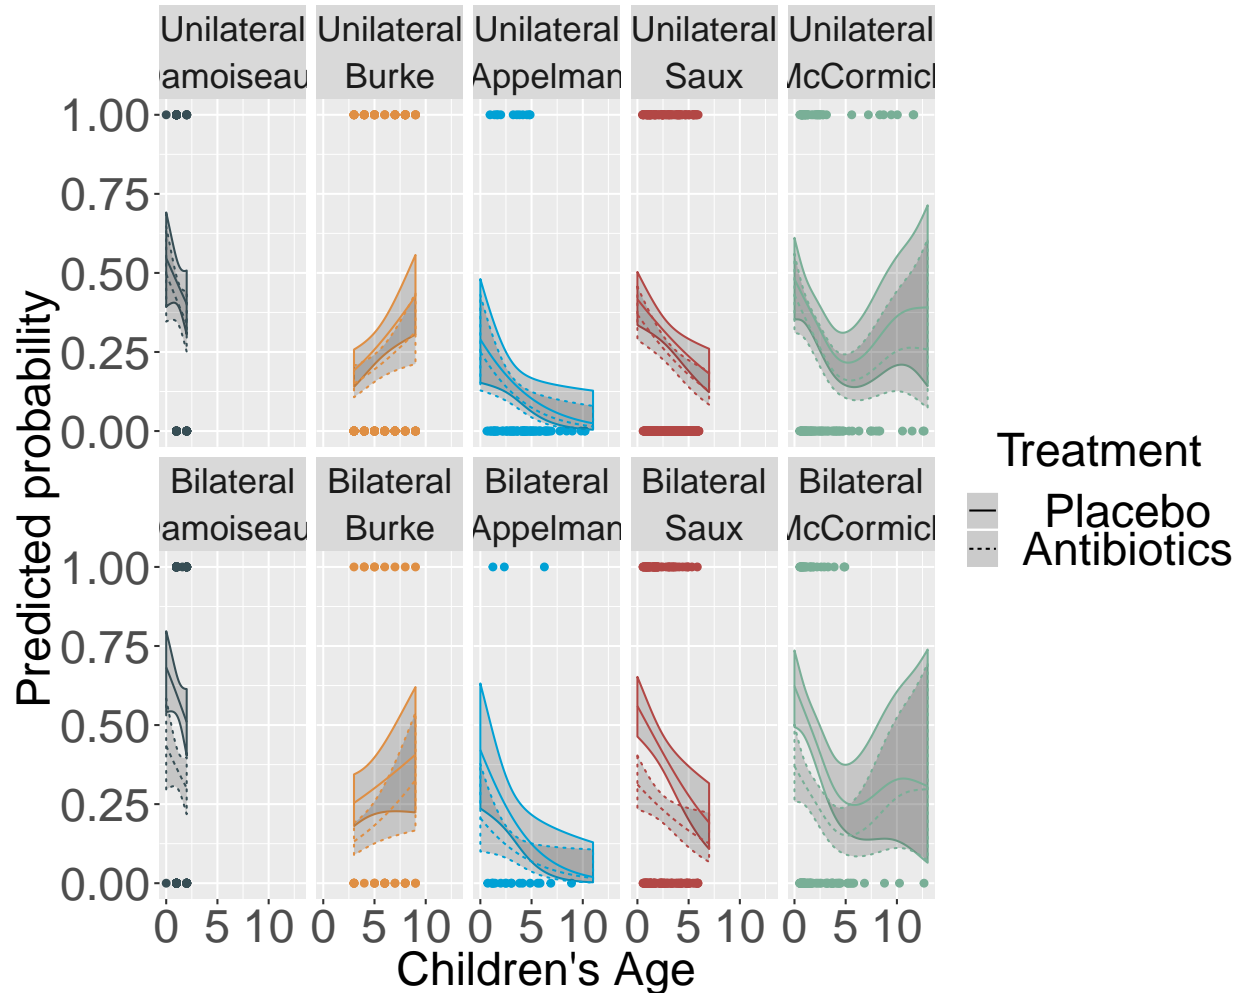 Unilateral Unilateral Unilateral Unilateral Unilateral
amoiseau Burke Appelman Saux McCormick
1.00
0.75
0.50
0.25
0.00
Bilateral Bilateral Bilateral Bilateral Bilateral
amoiseau Burke Appelman Saux McCormick
1.00
0.75
0.50
0.25
0.00
0 5 10 0 5 10 0 5 10 0 5 10 0 5 10
Children's Age
Predicted probability
Treatment
Placebo
Antibiotics